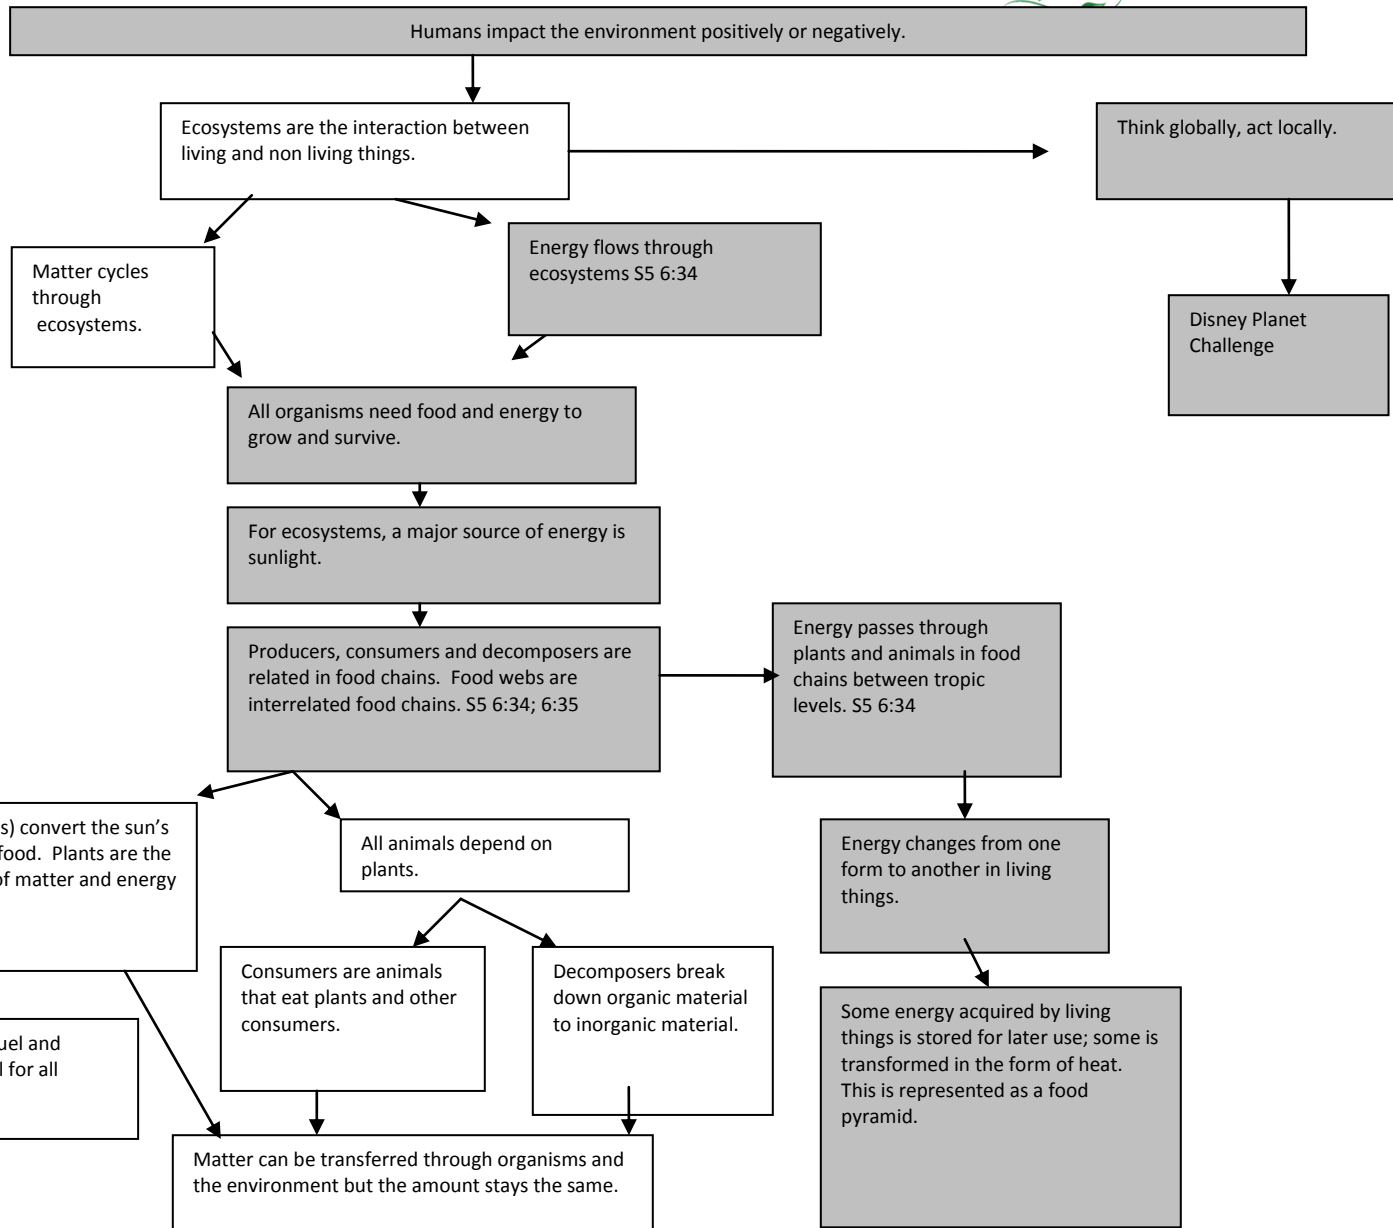 Humans impact the environment positively or negatively.
Ecosystems are the interaction between
living and non living things.
Think globally, act locally.
Matter cycles
through
ecosystems.
Energy flows through
ecosystems S5 6:34
Disney Planet
Challenge
All organisms need food and energy to
grow and survive.
For ecosystems, a major source of energy is
sunlight.
Producers, consumers and decomposers are
related in food chains.  Food webs are
interrelated food chains. S5 6:34; 6:35
Energy passes through
plants and animals in food
chains between tropic
levels. S5 6:34
s) convert the sun’s
food.  Plants are the
of matter and energy
All animals depend on
plants.
Energy changes from one
form to another in living
things.
Consumers are animals
that eat plants and other
consumers.
Decomposers break
down organic material
to inorganic material.
Some energy acquired by living
things is stored for later use; some is
transformed in the form of heat.
This is represented as a food
pyramid.
uel and
l for all
Matter can be transferred through organisms and
the environment but the amount stays the same.